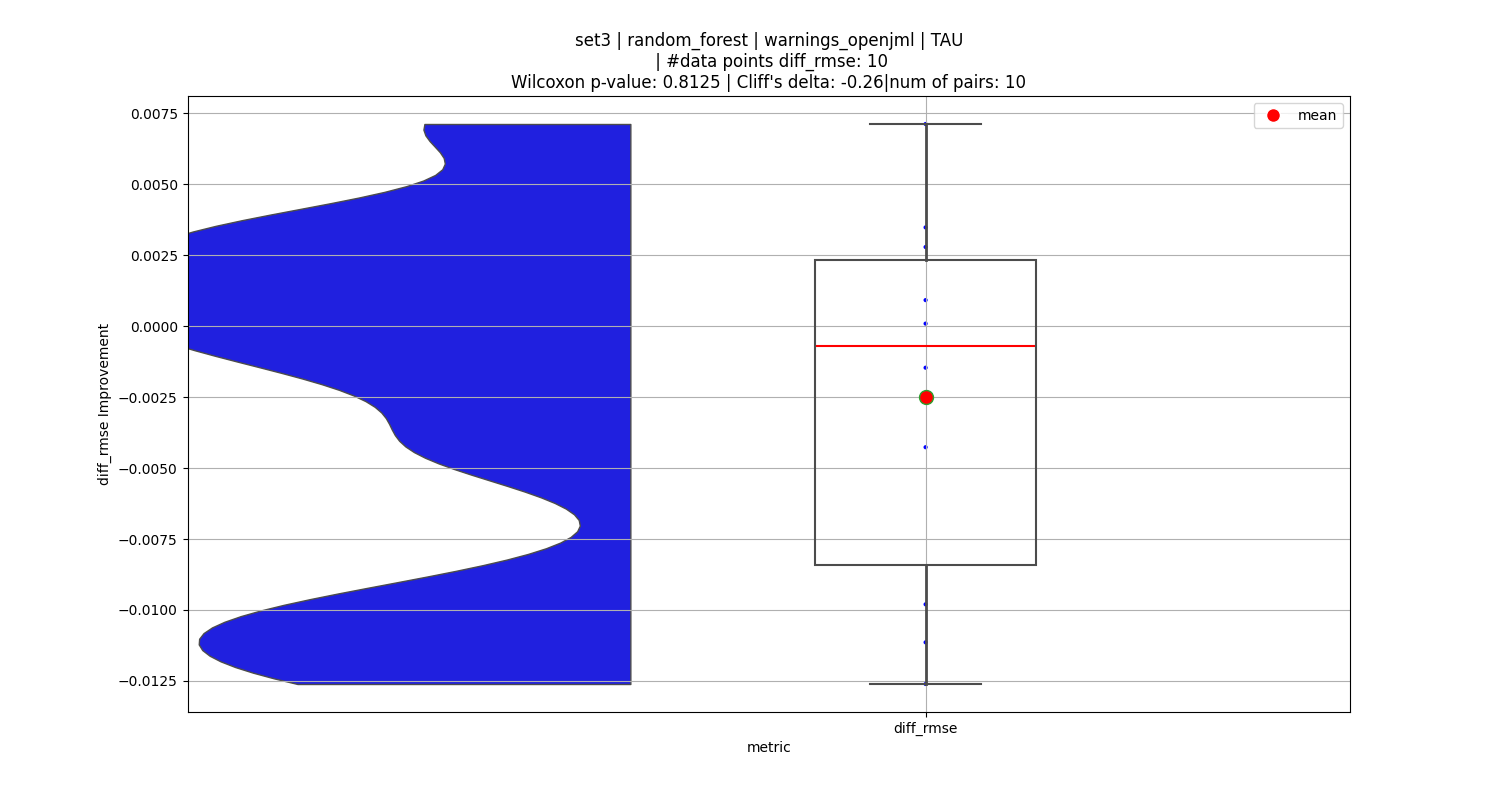 set3 | random_forest | warnings_openjml | TAU
| #data points diff_rmse: 10
Wilcoxon p-value: 0.8125 | Cliff's delta: -0.26|num of pairs: 10
mean
0.0075
0.0050
0.0025
0.0000
−0.0025
−0.0050
−0.0075
−0.0100
−0.0125
diff_rmse Improvement
diff_rmse
metric